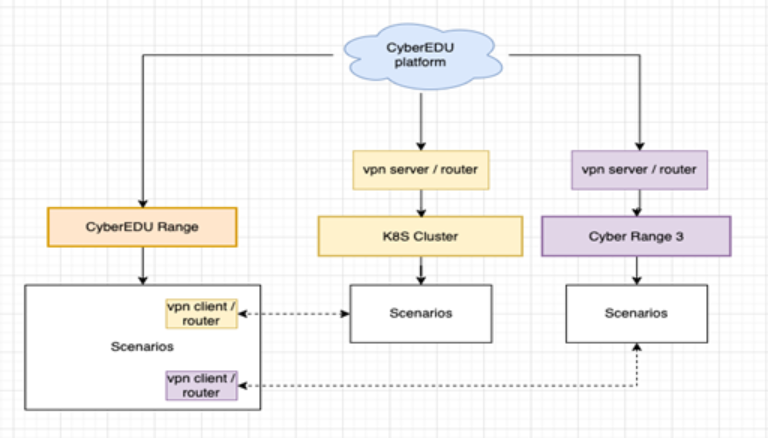 CyberEDU
platform
vpn server / router
vpn server / router
CyberEDU Range
K8S Cluster
Cyber Range 3
vpn client /
router
Scenarios
Scenarios
Scenarios
vpn client /
router